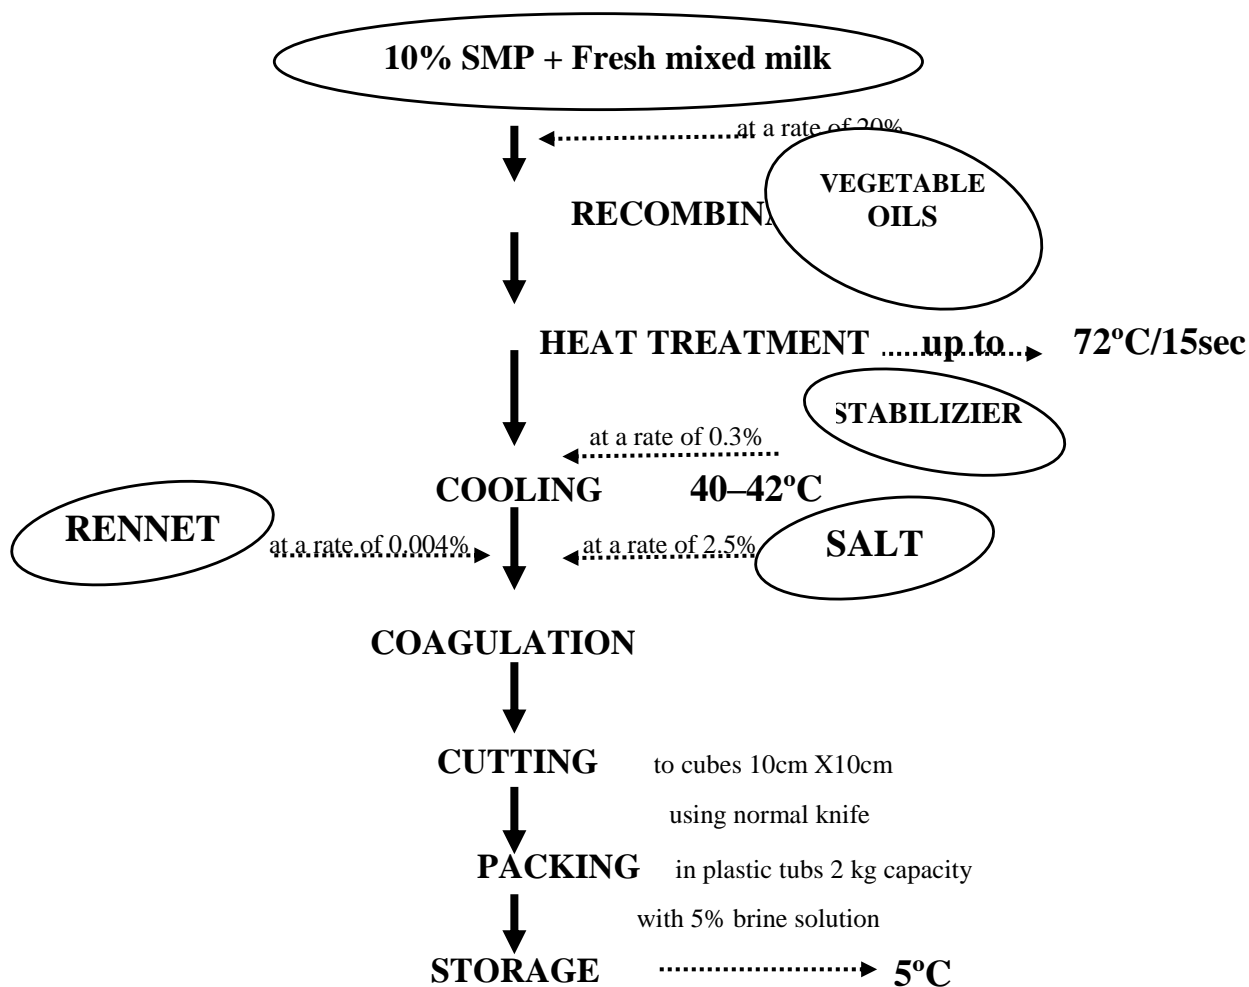 10% SMP + Fresh mixed milk
at a rate of 20%
VEGETABLE
OILS
HEAT TREATMENT up to 72ºC/15sec
STABILIZIER
at a rate of 0.3%
COOLING 40–42ºC
RENNET
at a rate of 0.004%
at a rate of 2.5%
SALT
COAGULATION
CUTTING to cubes 10cm X10cm
using normal knife
PACKING in plastic tubs 2 kg capacity
with 5% brine solution
STORAGE 5ºC